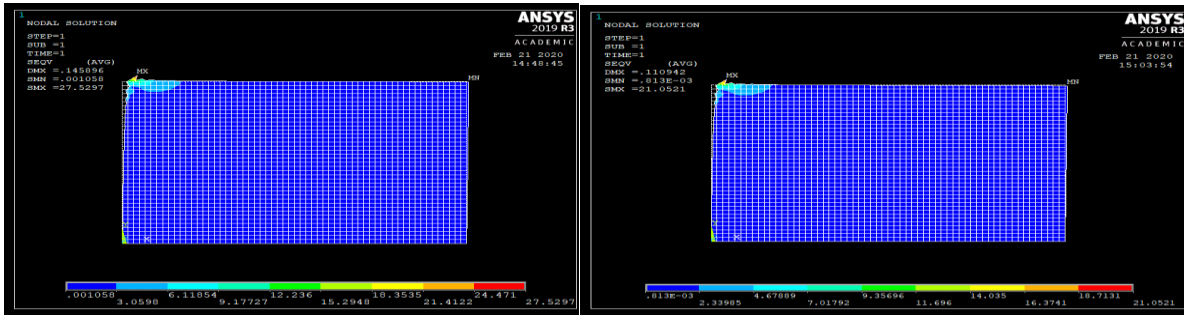 1
NODAL SOLUTION
STEP=1
SUB =1
TIME=1
SEQV (AVG)
DMX =.145896
SMN =.001058
SMX =27.5297
ANSYS
2019 R3
ACADEMIC
FEB 21 2020
14:48:45
MX
MN
Y
X
.001058 6.11854 12.236 18.3535 24.471
3.0598 9.17727 15.2948 21.4122 27.5297
1
NODAL SOLUTION
STEP=1
SUB =1
TIME=1
SEQV (AVG)
DMX =.110942
SMN =.813E-03
SMX =21.0521
ANSYS
2019 R3
ACADEMIC
FEB 21 2020
15:03:54
MX
MN
Y
X
.813E-03 4.67889 9.35696 14.035 18.7131
2.33985 7.01792 11.696 16.3741 21.0521